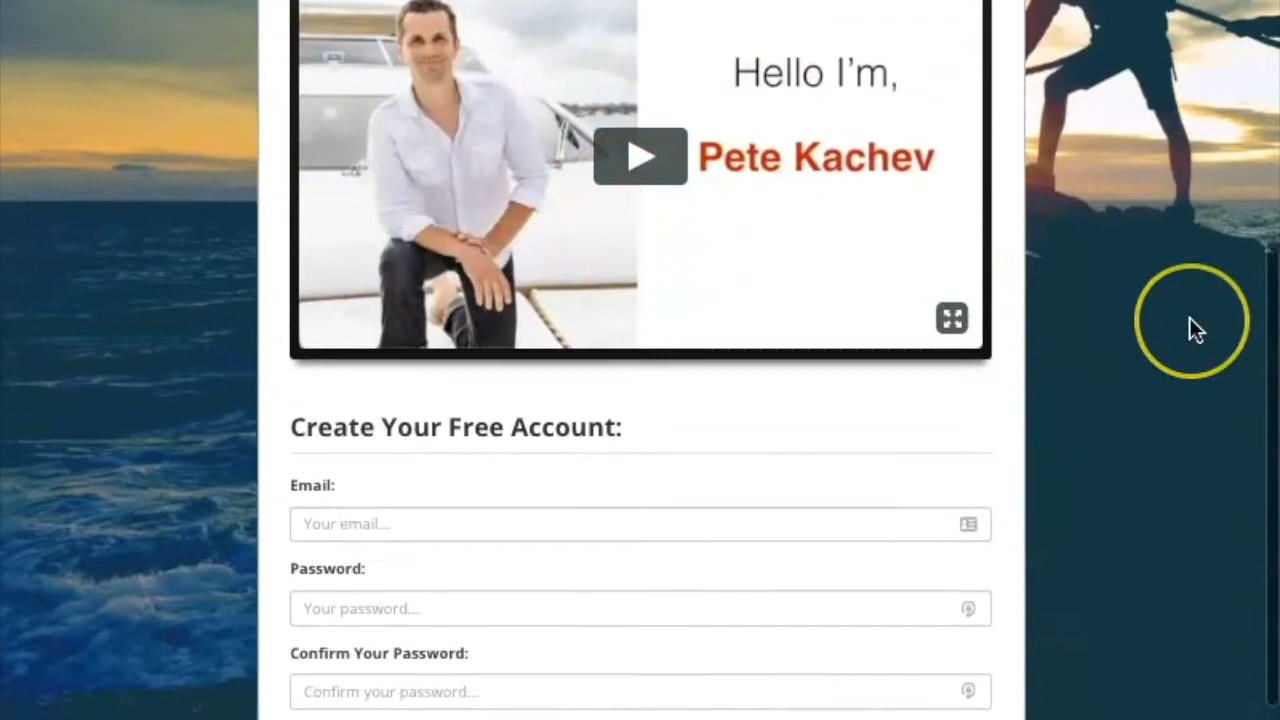 Hello I'm,
Pete Kachev
Create Your Free Account:
Email:
Your email...
Password:
Your password...
Confirm Your Password:
Confirm your password...